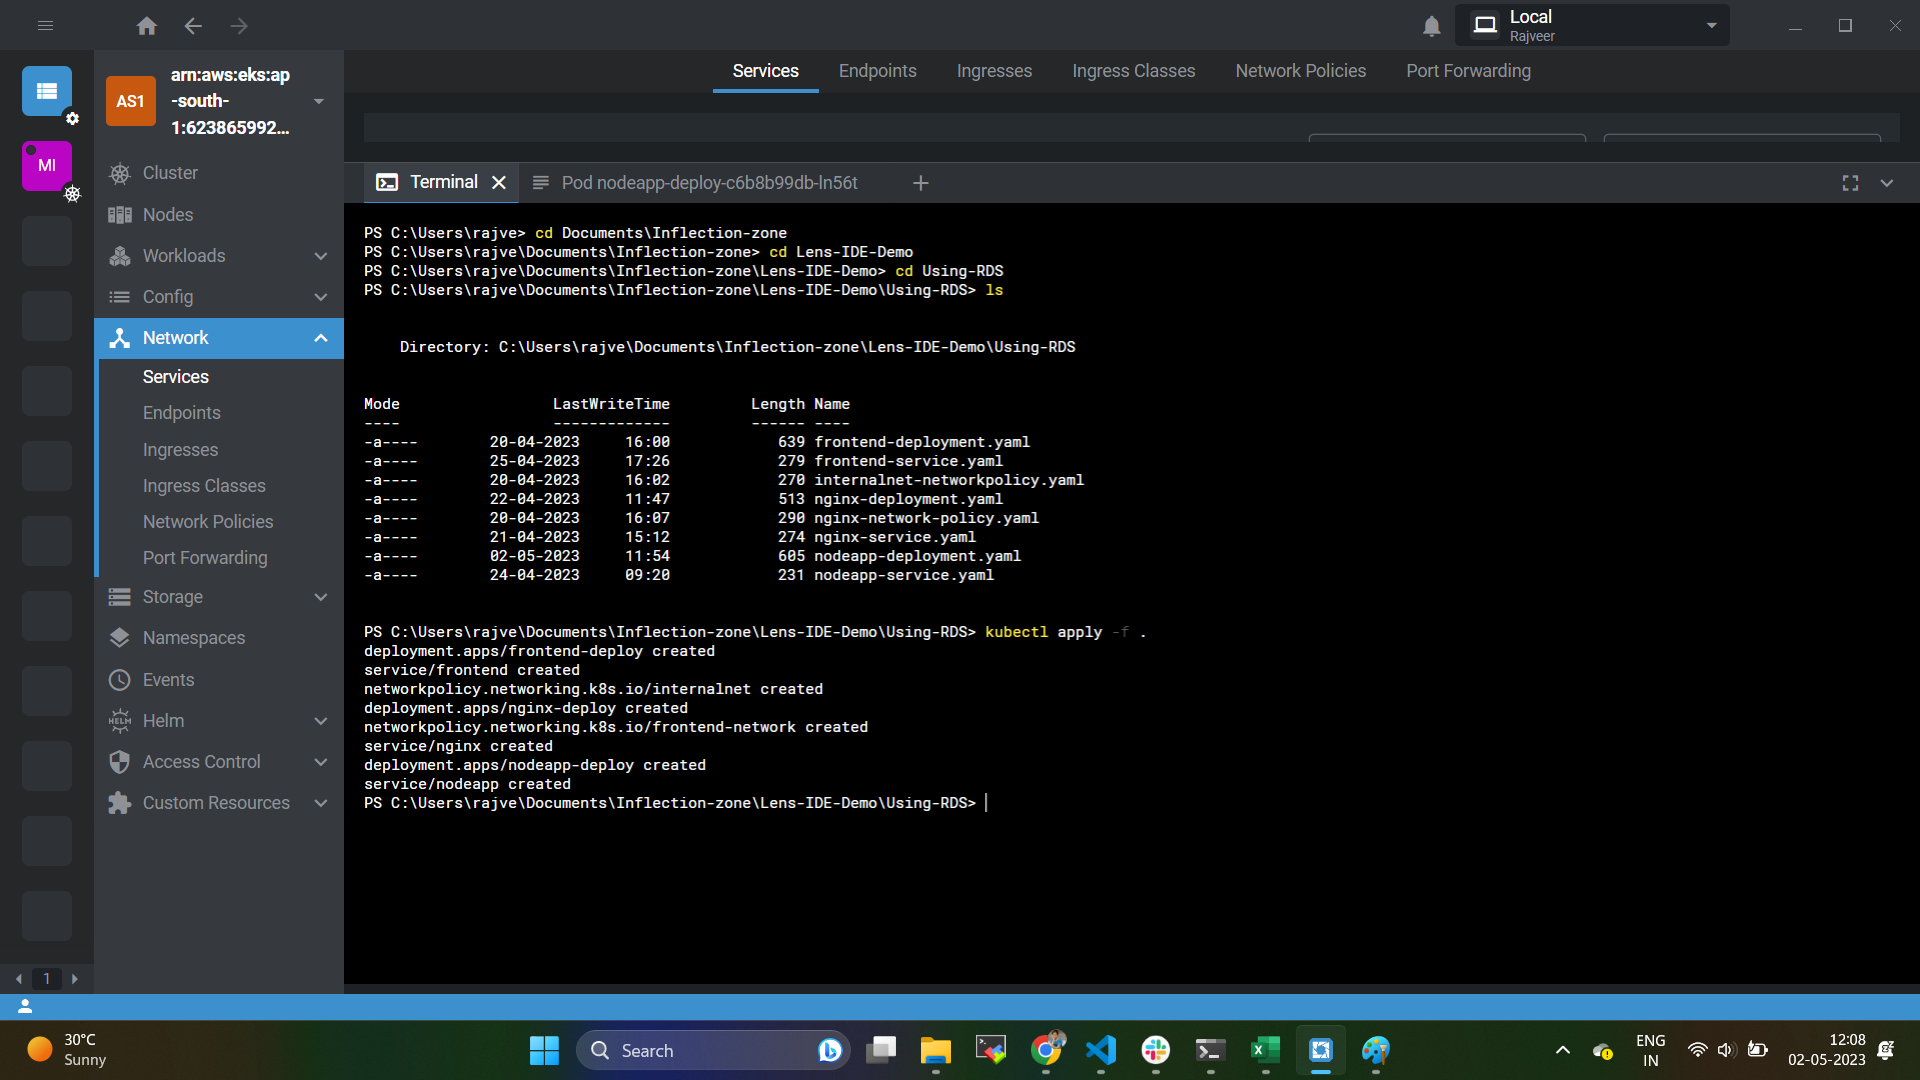 Local
Rajveer
AS1
arn:aws:eks:ap
-south-
1:623865992...
MI
Services Endpoints Ingresses Ingress Classes Network Policies Port Forwarding
Cluster
Nodes
Workloads
Config
Network
Services
Endpoints
Ingresses
Ingress Classes
Network Policies
Port Forwarding
Storage
Namespaces
Events
HELM Helm
Access Control
Custom Resources
1
Terminal Pod nodeapp-deploy-c6b8b99db-ln56t
PS C:\Users\rajve> cd Documents\Inflection-zone
PS C:\Users\rajve\Documents\Inflection-zone> cd Lens-IDE-Demo
PS C:\Users\rajve\Documents\Inflection-zone\Lens-IDE-Demo> cd Using-RDS
PS C:\Users\rajve\Documents\Inflection-zone\Lens-IDE-Demo\Using-RDS> ls
Directory: C:\Users\rajve\Documents\Inflection-zone\Lens-IDE-Demo\Using-RDS
Mode LastWriteTime Length Name
---- ------------- ------ ----
-a---- 20-04-2023 16:00 639 frontend-deployment.yaml
-a---- 25-04-2023 17:26 279 frontend-service.yaml
-a---- 20-04-2023 16:02 270 internalnet-networkpolicy.yaml
-a---- 22-04-2023 11:47 513 nginx-deployment.yaml
-a---- 20-04-2023 16:07 290 nginx-network-policy.yaml
-a---- 21-04-2023 15:12 274 nginx-service.yaml
-a---- 02-05-2023 11:54 605 nodeapp-deployment.yaml
-a---- 24-04-2023 09:20 231 nodeapp-service.yaml
PS C:\Users\rajve\Documents\Inflection-zone\Lens-IDE-Demo\Using-RDS> kubectl apply -f .
deployment.apps/frontend-deploy created
service/frontend created
networkpolicy.networking.k8s.io/internalnet created
deployment.apps/nginx-deploy created
networkpolicy.networking.k8s.io/frontend-network created
service/nginx created
deployment.apps/nodeapp-deploy created
service/nodeapp created
PS C:\Users\rajve\Documents\Inflection-zone\Lens-IDE-Demo\Using-RDS>
30°C
Sunny
Search
ENG
IN
12:08
02-05-2023